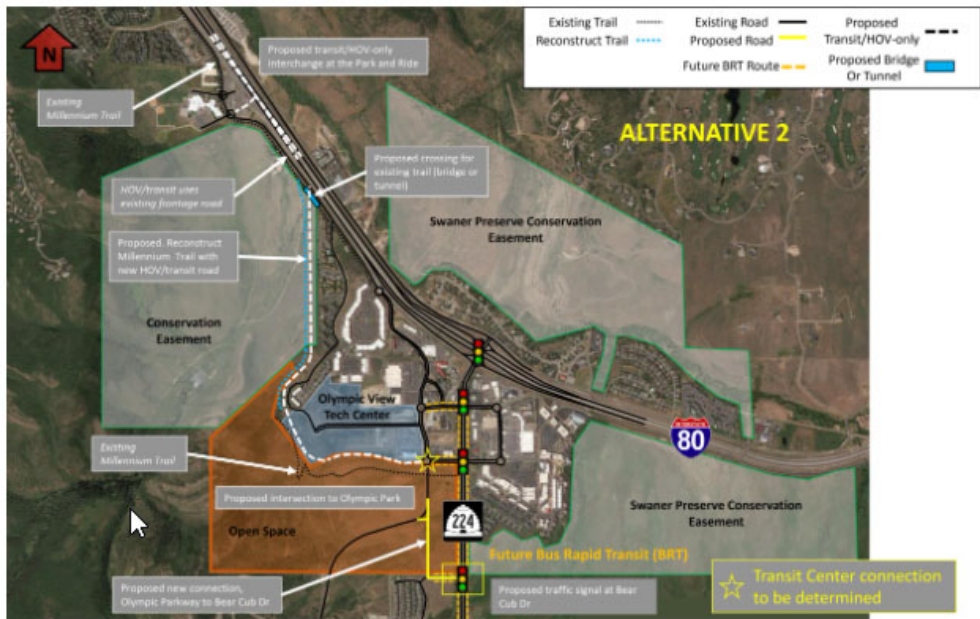 Existing Trail
Reconstruct Trail
Existing Road
Proposed Road
Future BRT Route
Proposed
Transit/HOV-only
Proposed Bridge
Or Tunnel
N
Proposed transit/HOV-only
interchange at the Park and Ride
Existing
Millennium Trail
ALTERNATIVE 2
Proposed crossing for
existing trail (bridge or
tunnel)
HOV/transit uses
existing frontage road
Swaner Preserve Conservation
Easement
Proposed. Reconstruct
Millennium Trail with
new HOV/transit road
Conservation
Easement
Olympic View
Tech Center
80
Existing
Millennium Trail
Swaner Preserve Conservation
Easement
Proposed intersection to Olympic Park
224
Open Space
Future Bus Rapid Transit (BRT)
Proposed new connection,
Olympic Parkway to Bear Cub Dr
Proposed traffic signal at Bear
Cub Dr
Transit Center connection
to be determined